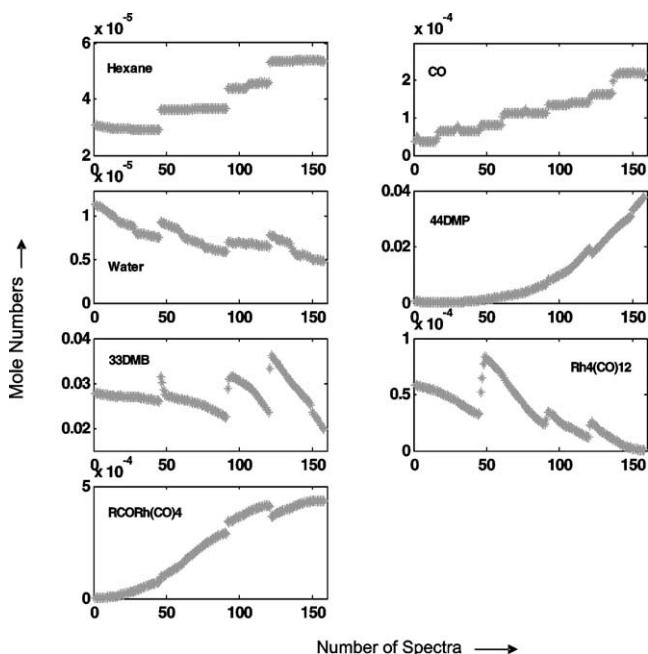 x 10⁻⁵
x 10⁻⁴
6
Hexane
5
4
3
2
0 50 100 150
CO
2
1
0
0 50 100 150
x 10⁻⁵
1
0.5
0
Water
0 50 100 150
0.04
44DMP
0.02
0
0 50 100 150
x 10⁻⁴
0.04
33DMB
0.03
0.02
0 50 100 150
1
Rh4(CO)12
0.5
0
0 50 100 150
x 10⁻⁴
5
RCORh(CO)4
0
0 50 100 150
Mole Numbers →
Number of Spectra →